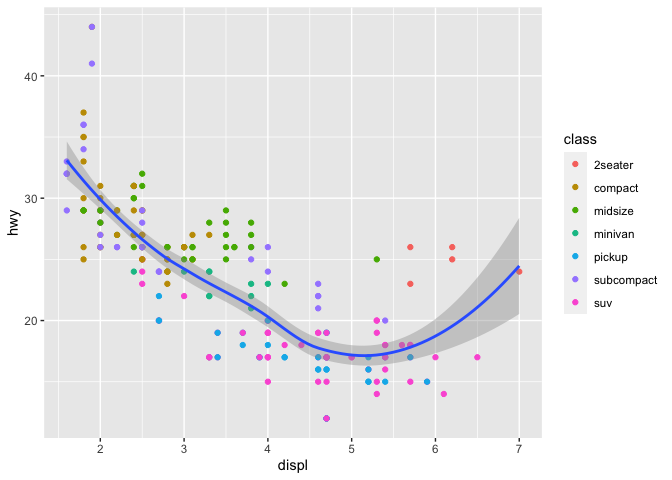 40
30
20
hwy
2
3
4
5
6
7
displ
class
2seater
compact
midsize
minivan
pickup
subcompact
suv